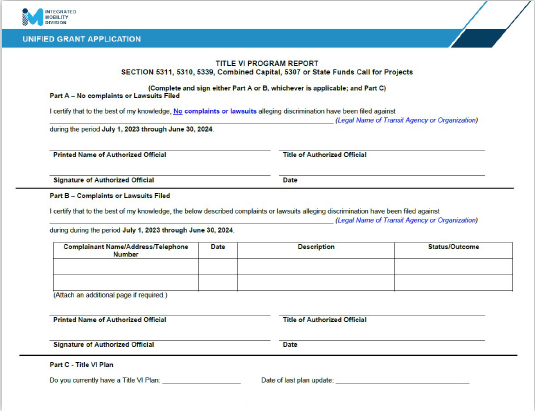 INTEGRATED
MOBILITY
DIVISION
UNIFIED GRANT APPLICATION
TITLE VI PROGRAM REPORT
SECTION 5311, 5310, 5339, Combined Capital, 5307 or State Funds Call for Projects
(Complete and sign either Part A or B, whichever is applicable; and Part C)
Part A – No complaints or Lawsuits Filed
I certify that to the best of my knowledge, No complaints or lawsuits alleging discrimination have been filed against
(Legal Name of Transit Agency or Organization)
during the period July 1, 2023 through June 30, 2024.
Printed Name of Authorized Official Title of Authorized Official
Signature of Authorized Official Date
Part B – Complaints or Lawsuits Filed
I certify that to the best of my knowledge, the below described complaints or lawsuits alleging discrimination have been filed against
(Legal Name of Transit Agency or Organization)
during during the period July 1, 2023 through June 30, 2024.
Complainant Name/Address/Telephone Date Description Status/Outcome
Number
(Attach an additional page if required.)
Printed Name of Authorized Official Title of Authorized Official
Signature of Authorized Official Date
Part C - Title VI Plan
Do you currently have a Title VI Plan: Date of last plan update: